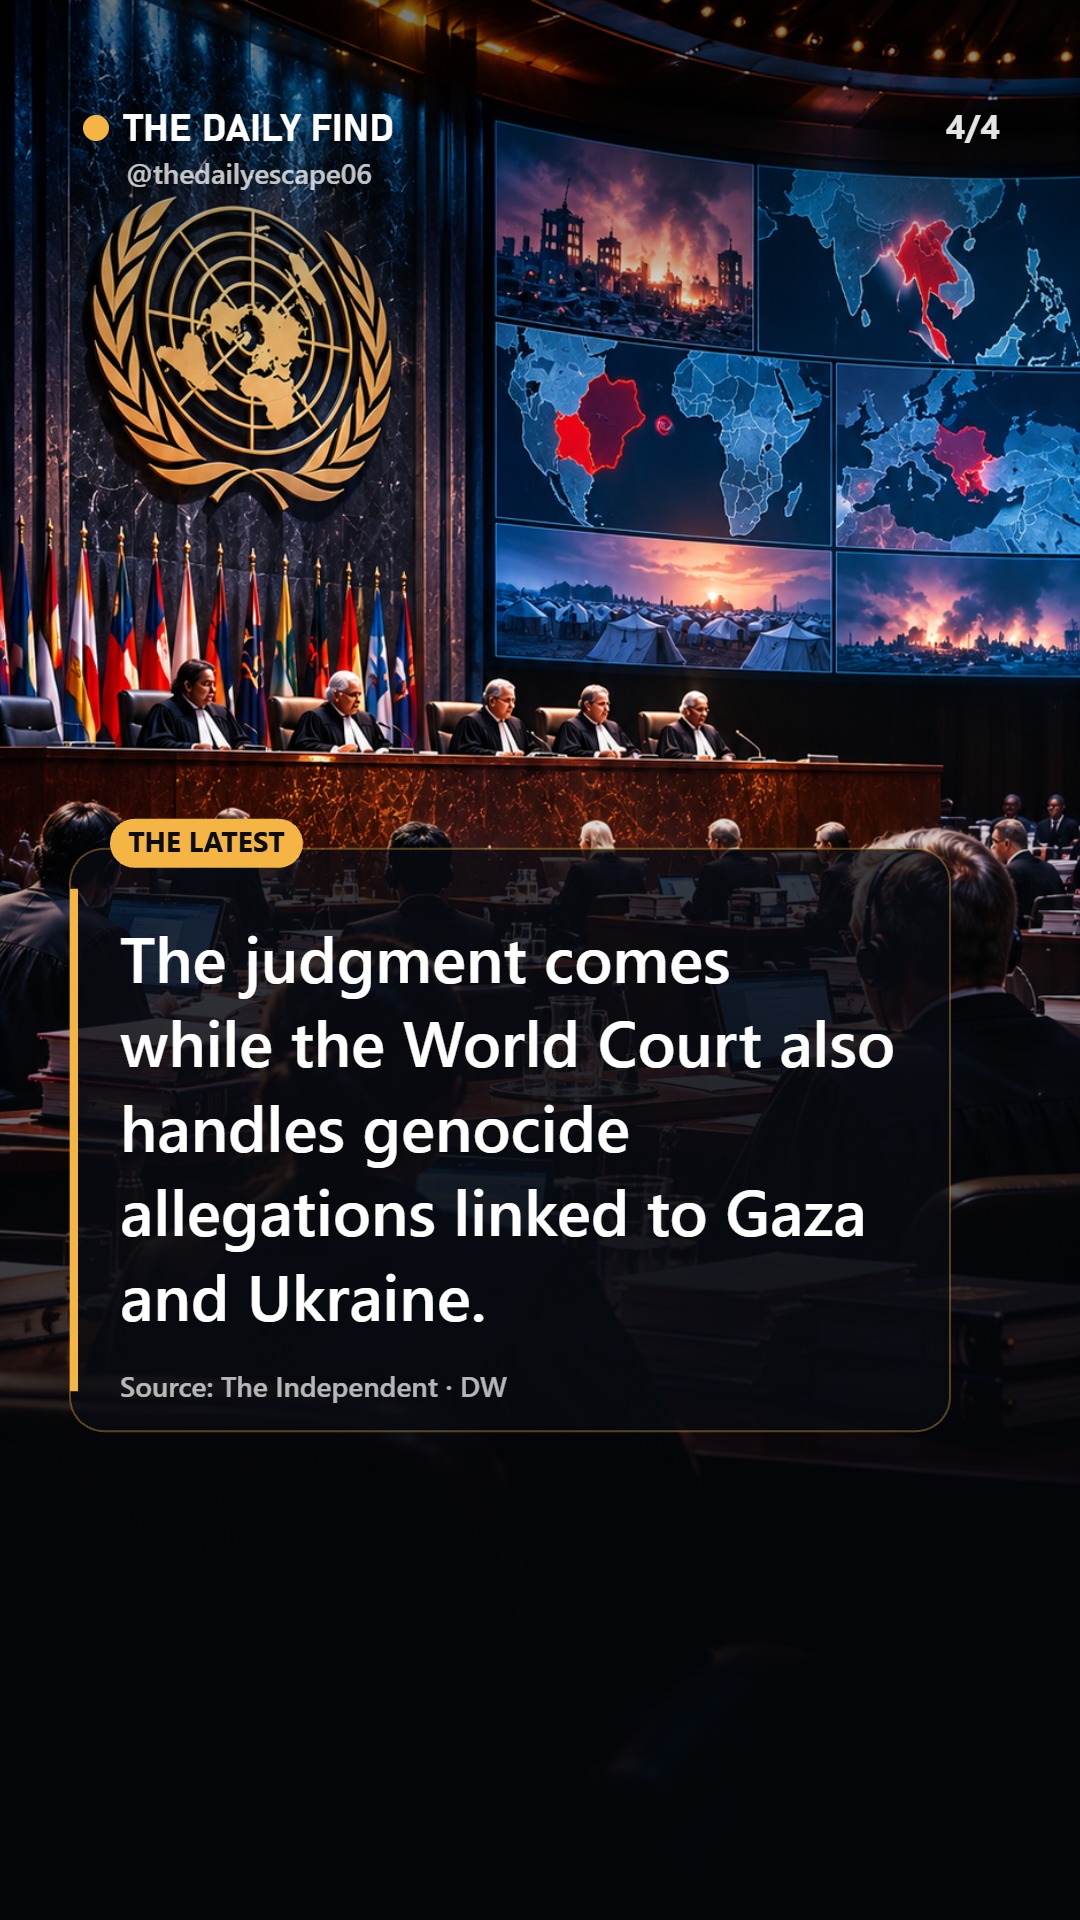 THE DAILY FIND
4/4
@thedailyescape06
THE LATEST
The judgment comes
while the World Court also
handles genocide
allegations linked to Gaza
and Ukraine.
Source: The Independent · DW